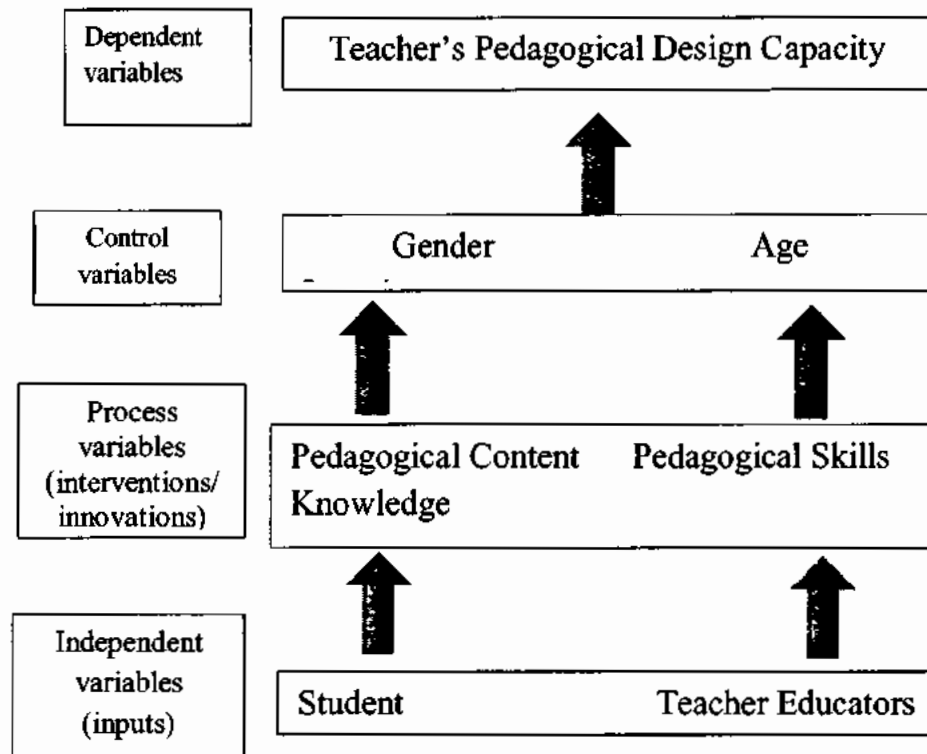 Dependent
variables
Teacher's Pedagogical Design Capacity
Control
variables
Gender Age
Process
variables
(interventions/
innovations)
Pedagogical Content Pedagogical Skills
Knowledge
Independent
variables
(inputs)
Student Teacher Educators